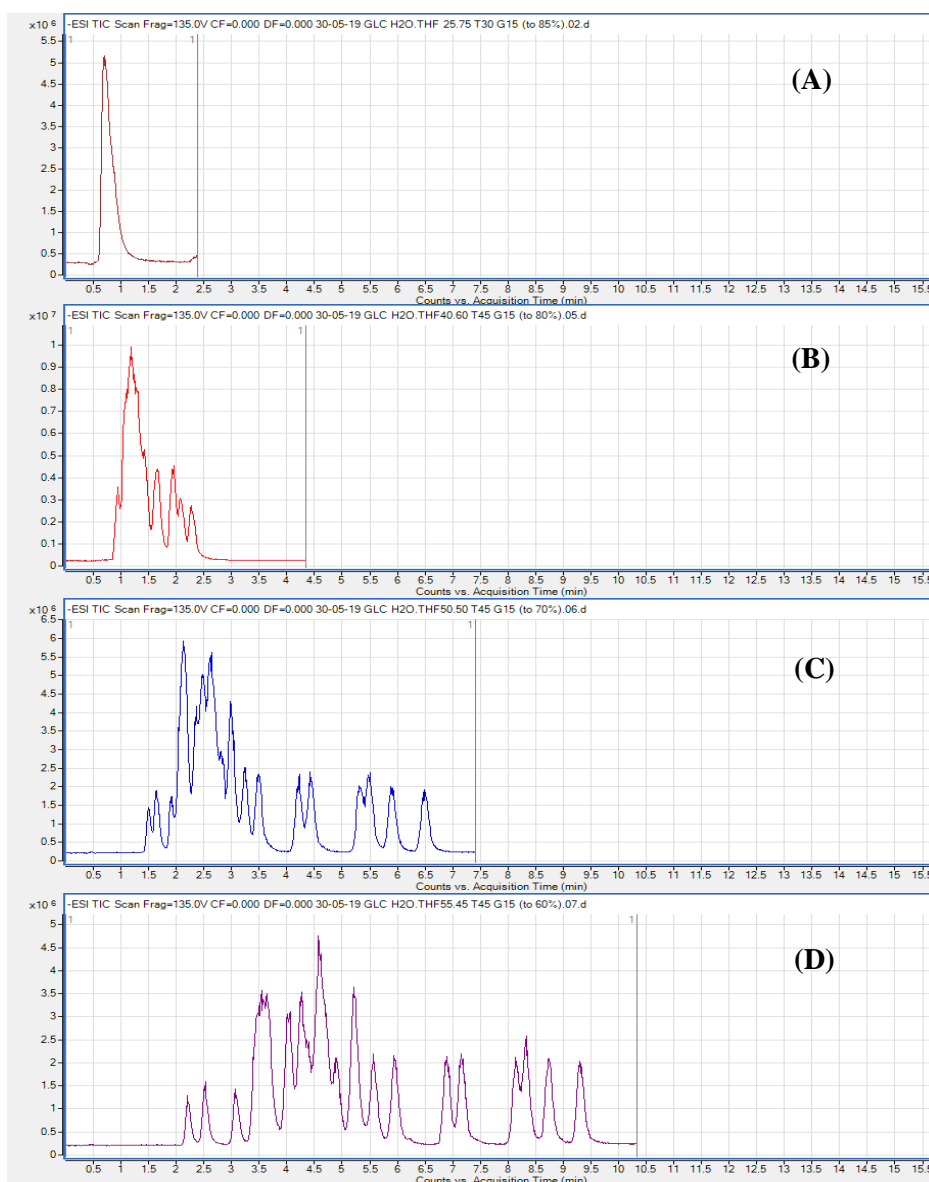 x10 6 -ESI TIC Scan Frag=135.0V CF=0.000 DF=0.000 30-05-19 GLC H2O.THF 25.75 T30 G15 (to 85%).02.d
5.5 1 1
5
4.5
4
3.5
3
2.5
2
1.5
1
0.5
0
(A)
0.5 1 1.5 2 2.5 3 3.5 4 4.5 5 5.5 6 6.5 7 7.5 8 8.5 9 9.5 10 10.5 11 11.5 12 12.5 13 13.5 14 14.5 15 15.5
Counts vs. Acquisition Time (min)
x10 7 -ESI TIC Scan Frag=135.0V CF=0.000 DF=0.000 30-05-19 GLC H2O.THF40.60 T45 G15 (to 80%).05.d
1 1
1
0.9
0.8
0.7
0.6
0.5
0.4
0.3
0.2
0.1
0
(B)
0.5 1 1.5 2 2.5 3 3.5 4 4.5 5 5.5 6 6.5 7 7.5 8 8.5 9 9.5 10 10.5 11 11.5 12 12.5 13 13.5 14 14.5 15 15.5
Counts vs. Acquisition Time (min)
x10 6 -ESI TIC Scan Frag=135.0V CF=0.000 DF=0.000 30-05-19 GLC H2O.THF50.50 T45 G15 (to 70%).06.d
6.5 1 1
6
5.5
5
4.5
4
3.5
3
2.5
2
1.5
1
0.5
0
(C)
0.5 1 1.5 2 2.5 3 3.5 4 4.5 5 5.5 6 6.5 7 7.5 8 8.5 9 9.5 10 10.5 11 11.5 12 12.5 13 13.5 14 14.5 15 15.5
Counts vs. Acquisition Time (min)
x10 6 -ESI TIC Scan Frag=135.0V CF=0.000 DF=0.000 30-05-19 GLC H2O.THF55.45 T45 G15 (to 60%).07.d
1 1
5
4.5
4
3.5
3
2.5
2
1.5
1
0.5
0
(D)
0.5 1 1.5 2 2.5 3 3.5 4 4.5 5 5.5 6 6.5 7 7.5 8 8.5 9 9.5 10 10.5 11 11.5 12 12.5 13 13.5 14 14.5 15 15.5
Counts vs. Acquisition Time (min)